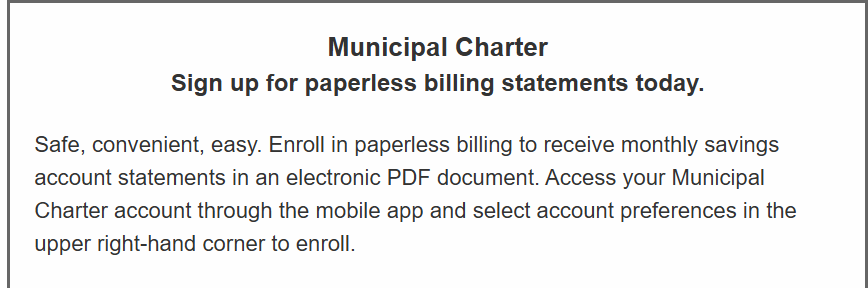 Municipal Charter
Sign up for paperless billing statements today.
Safe, convenient, easy. Enroll in paperless billing to receive monthly savings
account statements in an electronic PDF document. Access your Municipal
Charter account through the mobile app and select account preferences in the
upper right-hand corner to enroll.